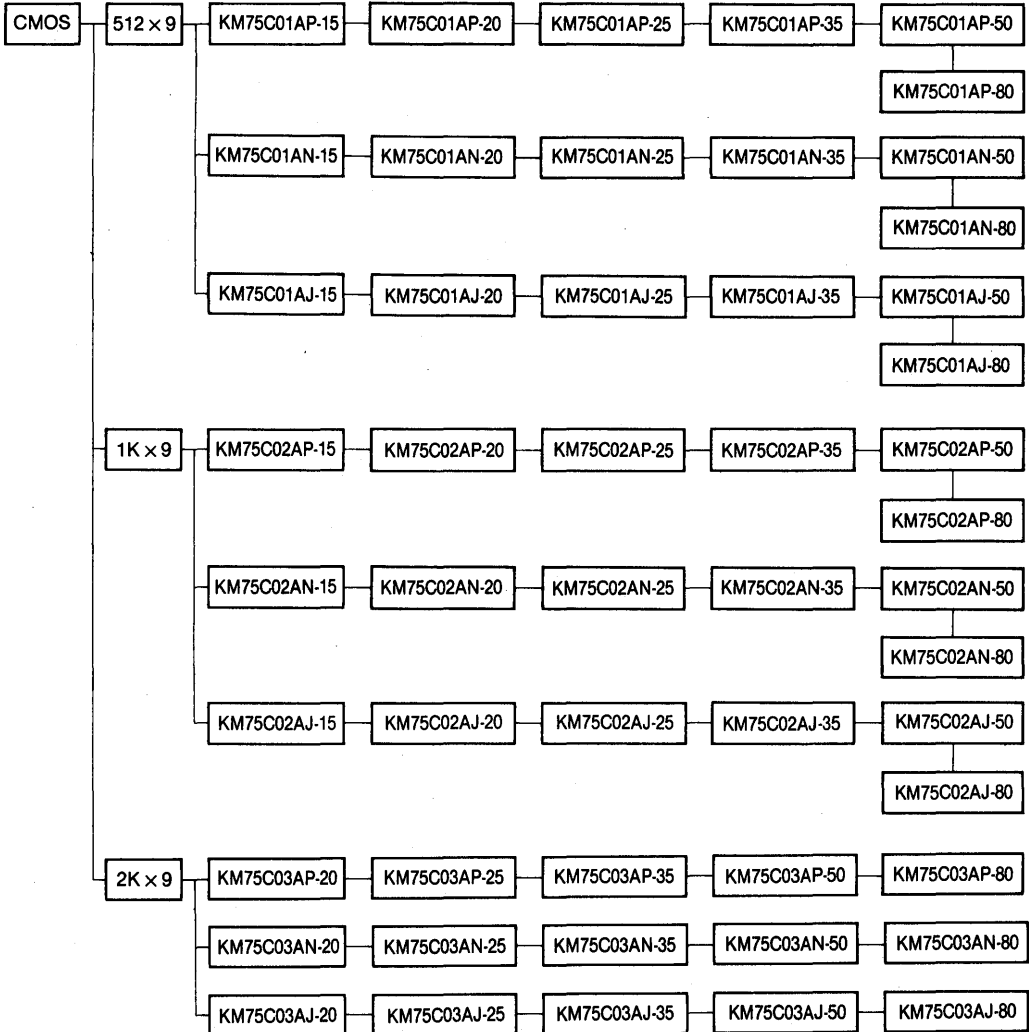 CMOS 512 × 9 KM75C01AP-15 KM75C01AP-20 KM75C01AP-25 KM75C01AP-35 KM75C01AP-50
KM75C01AP-80
KM75C01AN-15 KM75C01AN-20 KM75C01AN-25 KM75C01AN-35 KM75C01AN-50
KM75C01AN-80
KM75C01AJ-15 KM75C01AJ-20 KM75C01AJ-25 KM75C01AJ-35 KM75C01AJ-50
KM75C01AJ-80
1K × 9 KM75C02AP-15 KM75C02AP-20 KM75C02AP-25 KM75C02AP-35 KM75C02AP-50
KM75C02AP-80
KM75C02AN-15 KM75C02AN-20 KM75C02AN-25 KM75C02AN-35 KM75C02AN-50
KM75C02AN-80
KM75C02AJ-15 KM75C02AJ-20 KM75C02AJ-25 KM75C02AJ-35 KM75C02AJ-50
KM75C02AJ-80
2K × 9 KM75C03AP-20 KM75C03AP-25 KM75C03AP-35 KM75C03AP-50 KM75C03AP-80
KM75C03AN-20 KM75C03AN-25 KM75C03AN-35 KM75C03AN-50 KM75C03AN-80
KM75C03AJ-20 KM75C03AJ-25 KM75C03AJ-35 KM75C03AJ-50 KM75C03AJ-80